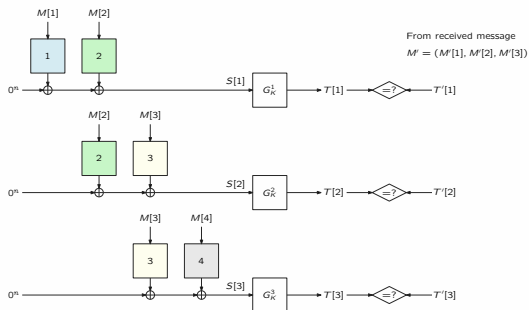 M[1] M[2]
From received message
M′ = (M′[1], M′[2], M′[3])
1 2
0ⁿ S[1] G¹_K T[1] =? T′[1]
M[2] M[3]
2 3
0ⁿ S[2] G²_K T[2] =? T′[2]
M[3] M[4]
3 4
0ⁿ S[3] G³_K T[3] =? T′[3]